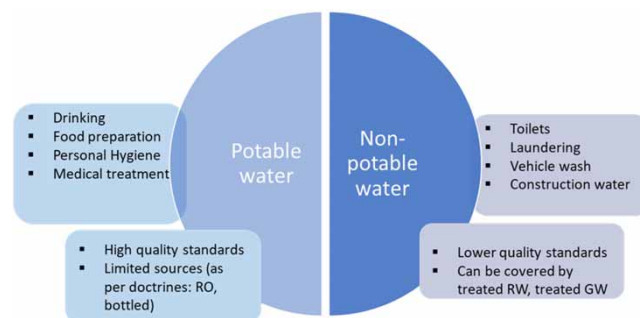 ▪ Drinking
▪ Food preparation
▪ Personal Hygiene
▪ Medical treatment
▪ High quality standards
▪ Limited sources (as
per doctrines: RO,
bottled)
Potable
water
Non-
potable
water
▪ Toilets
▪ Laundering
▪ Vehicle wash
▪ Construction water
▪ Lower quality standards
▪ Can be covered by
treated RW, treated GW